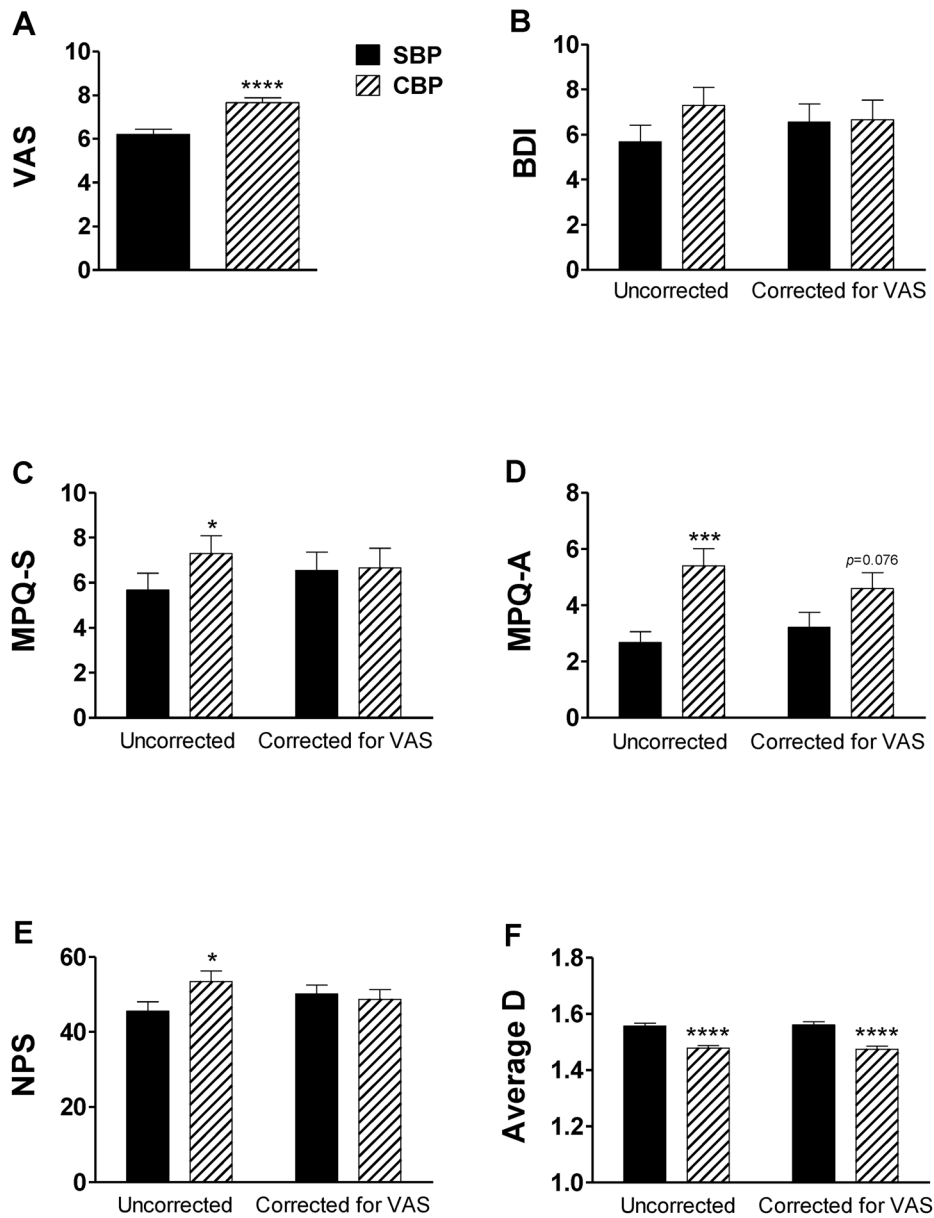 A
VAS
10
8
6
4
2
0
****
SBP
CBP
B
BDI
10
8
6
4
2
0
Uncorrected Corrected for VAS
C
MPQ-S
10
8
6
4
2
0
*
Uncorrected Corrected for VAS
D
MPQ-A
8
6
4
2
0
***
p=0.076
Uncorrected Corrected for VAS
E
NPS
60
40
20
0
*
Uncorrected Corrected for VAS
F
Average D
1.8
1.6
1.4
1.2
1.0
**** ****
Uncorrected Corrected for VAS